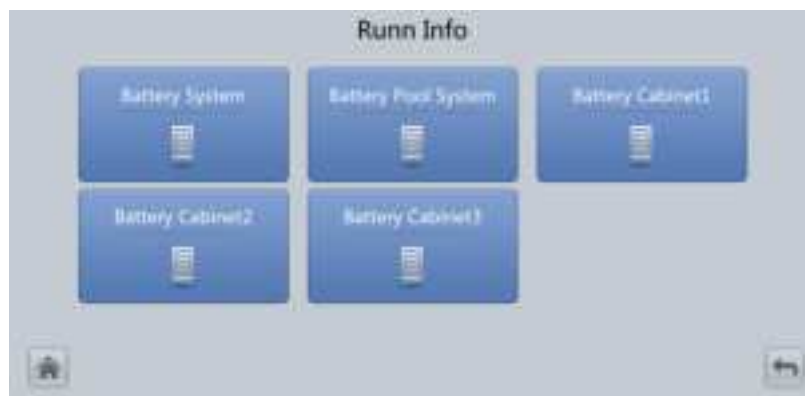 Runn Info
Battery System
Battery Pool System
Battery Cabinet1
Battery Cabinet2
Battery Cabinet3